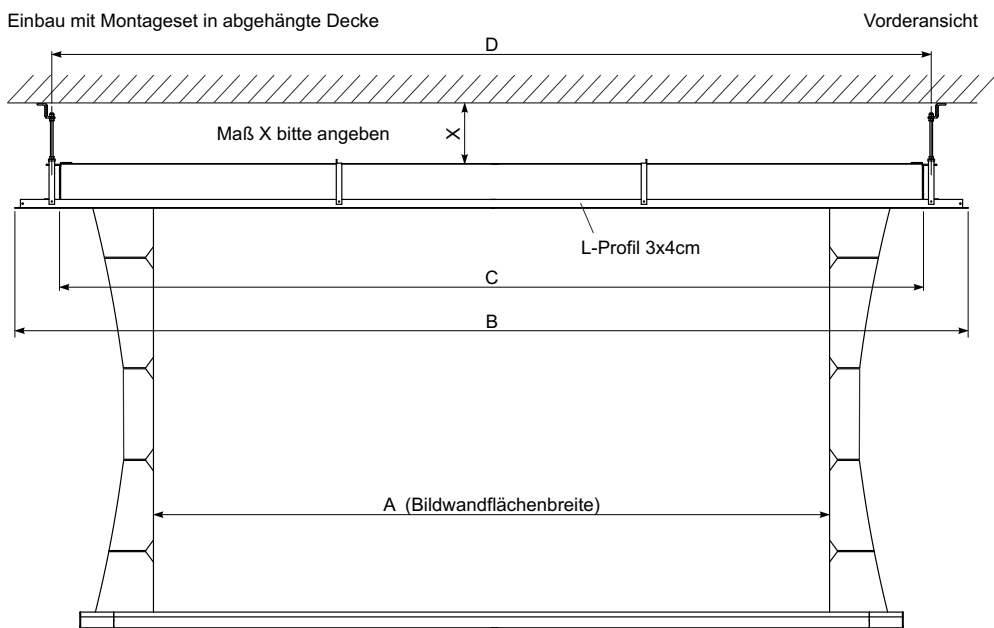 Einbau mit Montageset in abgehängte Decke
Vorderansicht
D
Maß X bitte angeben
X
L-Profil 3x4cm
C
B
A (Bildwandflächenbreite)